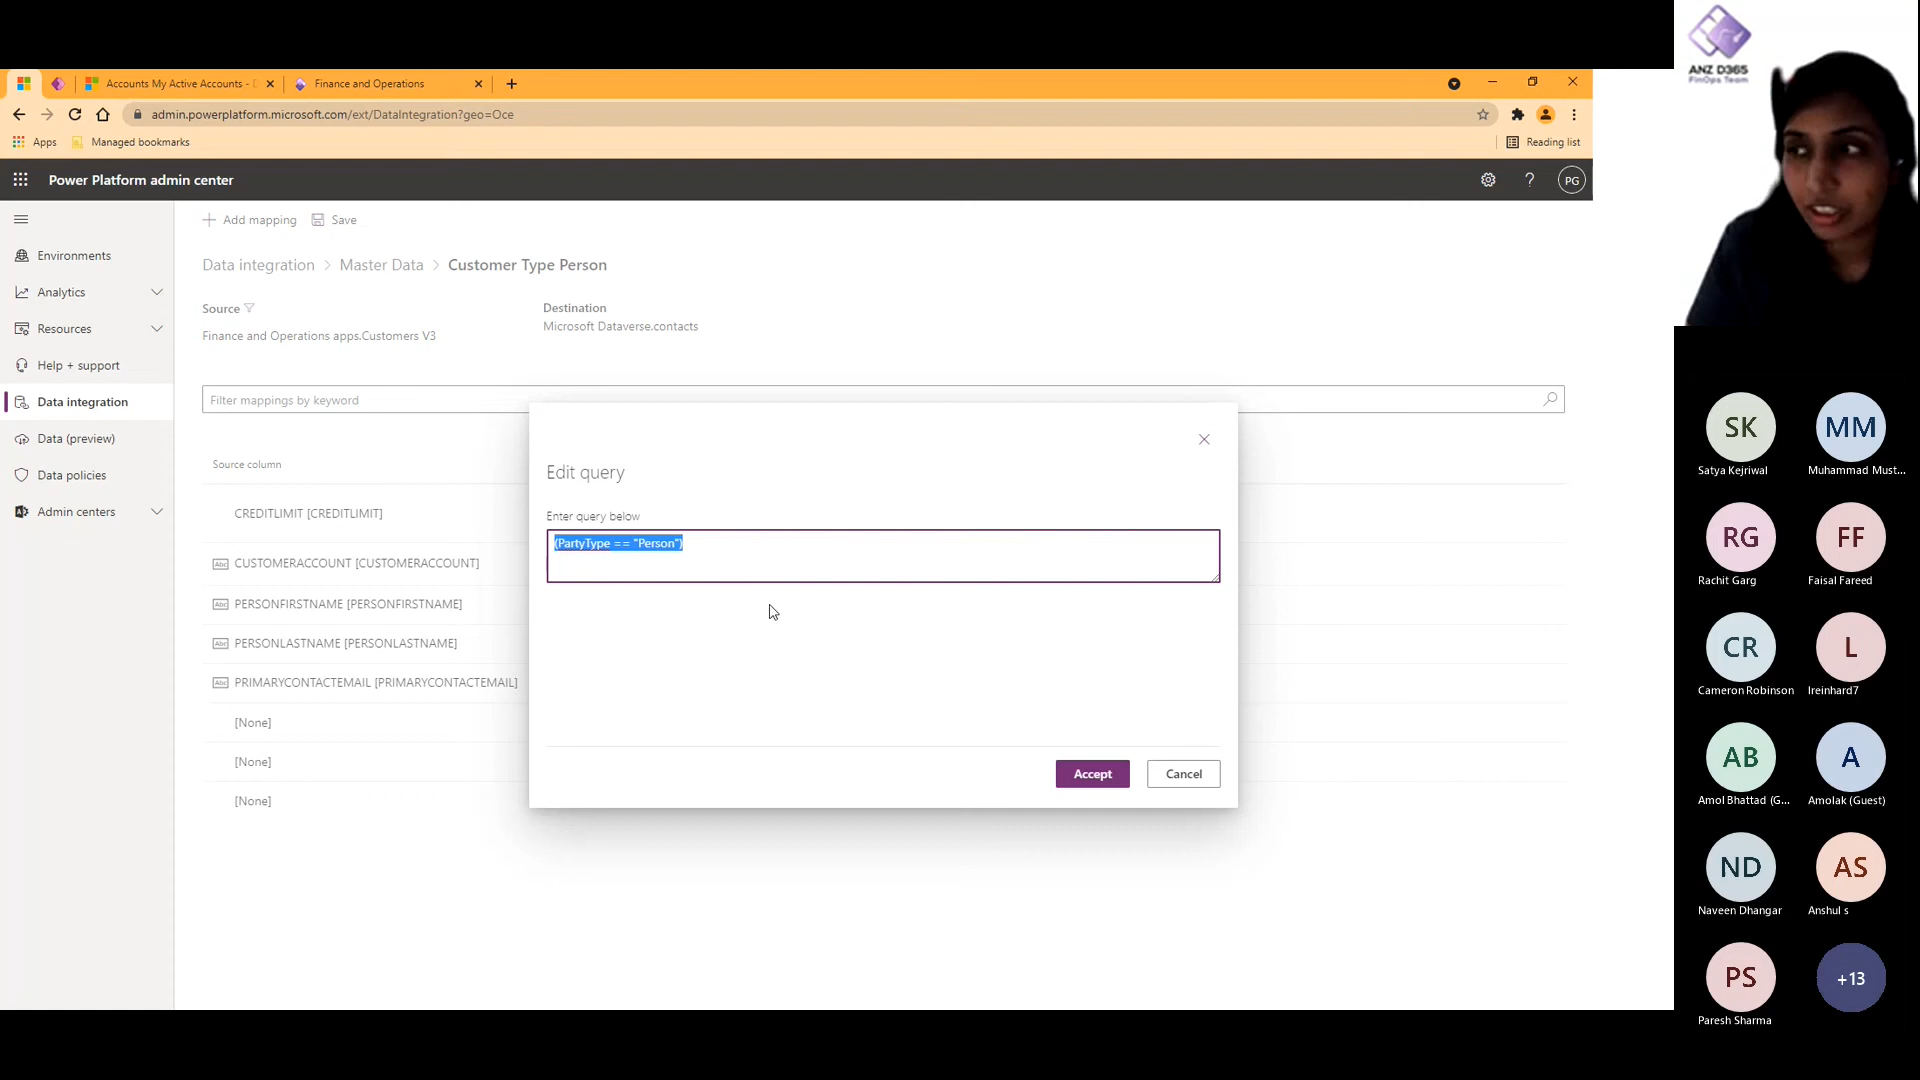 ANZ D365
FinOps Team
Accounts My Active Accounts - D
Finance and Operations
admin.powerplatform.microsoft.com/ext/DataIntegration?geo=Oce
Apps
Managed bookmarks
Reading list
Power Platform admin center
?
PG
Add mapping
Save
Environments
Analytics
Resources
Help + support
Data integration
Data (preview)
Data policies
Admin centers
Data integration > Master Data > Customer Type Person
Source
Destination
Finance and Operations apps.Customers V3
Microsoft Dataverse.contacts
Filter mappings by keyword
Source column
CREDITLIMIT [CREDITLIMIT]
Abc CUSTOMERACCOUNT [CUSTOMERACCOUNT]
Abc PERSONFIRSTNAME [PERSONFIRSTNAME]
Abc PERSONLASTNAME [PERSONLASTNAME]
Abc PRIMARYCONTACTEMAIL [PRIMARYCONTACTEMAIL]
[None]
[None]
[None]
Edit query
Enter query below
(PartyType == "Person")
Accept
Cancel
SK
Satya Kejriwal
MM
Muhammad Must...
RG
Rachit Garg
FF
Faisal Fareed
CR
Cameron Robinson
L
lreinhard7
AB
Amol Bhattad (G...
A
Amolak (Guest)
ND
Naveen Dhangar
AS
Anshul s
PS
Paresh Sharma
+13